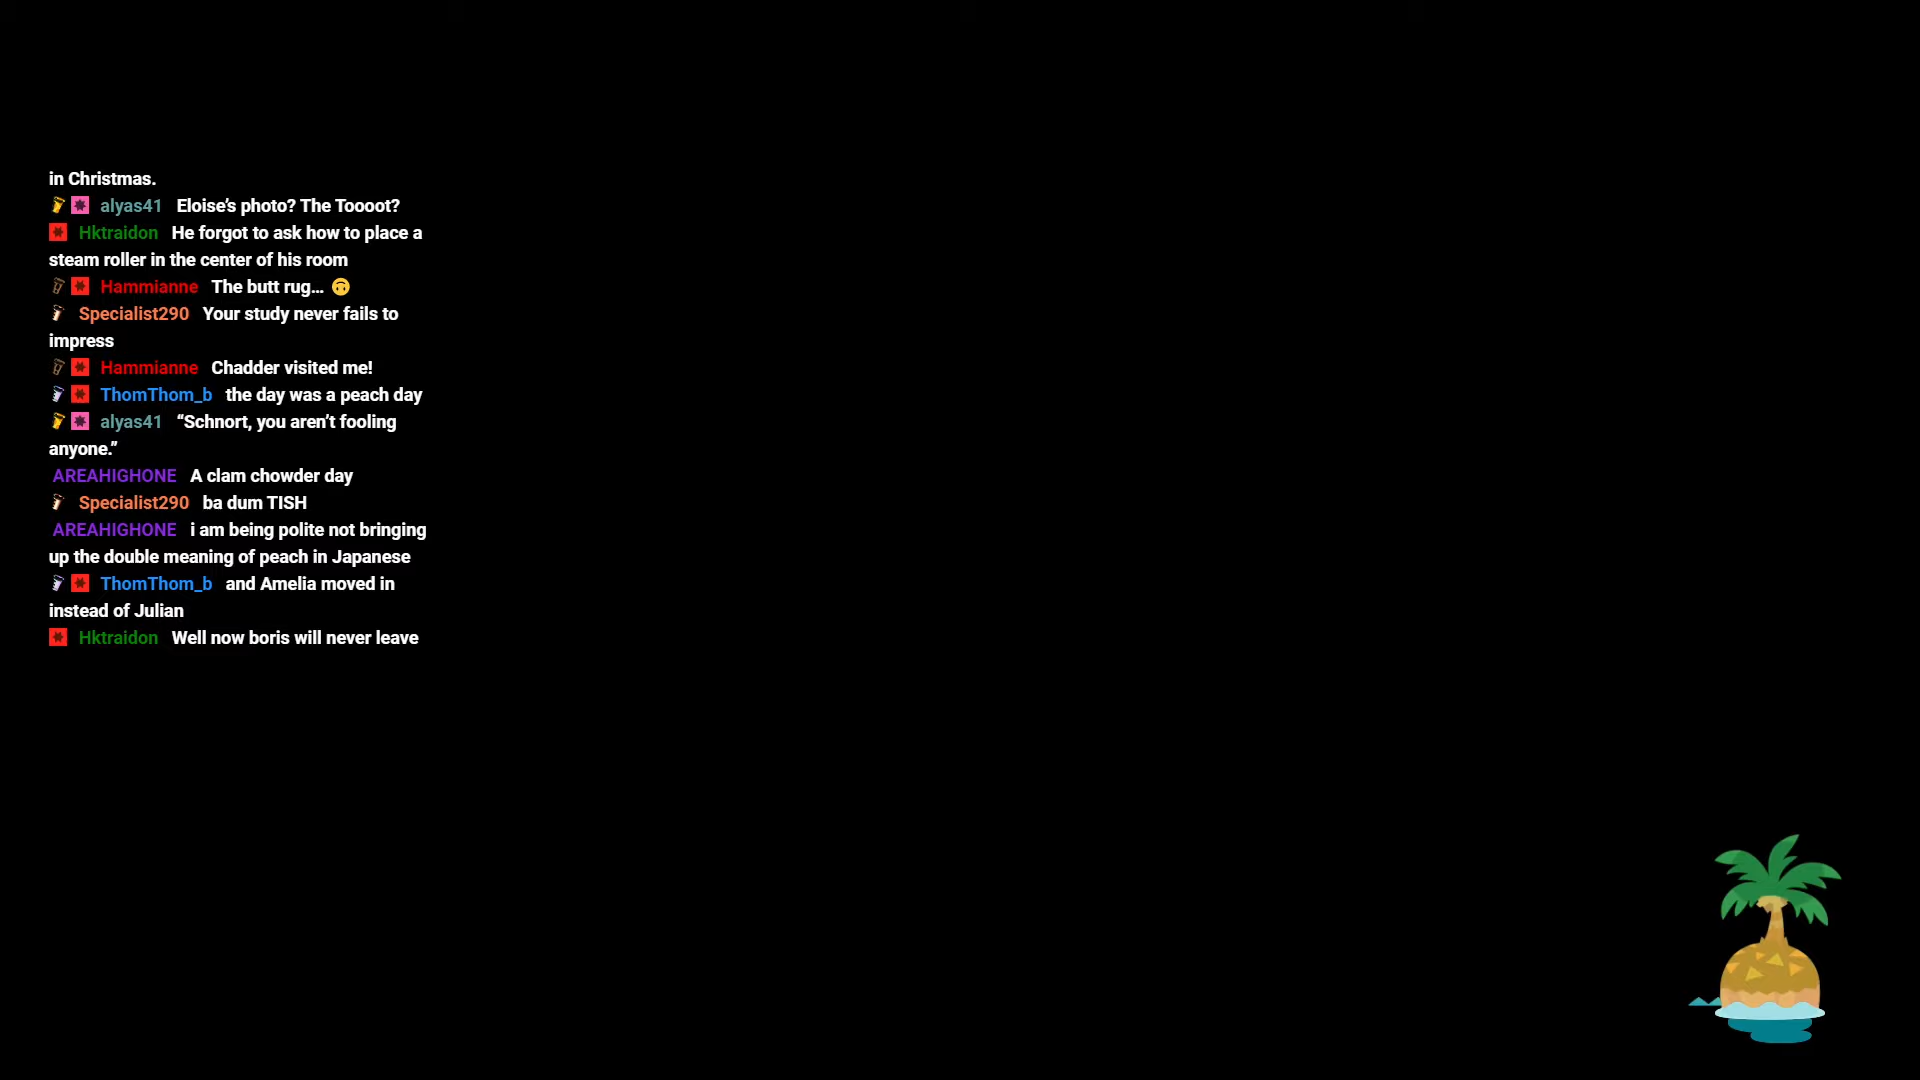 in Christmas.
alyas41 Eloise’s photo? The Toooot?
Hktraidon He forgot to ask how to place a
steam roller in the center of his room
Hammianne The butt rug... 🙃
Specialist290 Your study never fails to
impress
Hammianne Chadder visited me!
ThomThom_b the day was a peach day
alyas41 “Schnort, you aren’t fooling
anyone.”
AREAHIGHONE A clam chowder day
Specialist290 ba dum TISH
AREAHIGHONE i am being polite not bringing
up the double meaning of peach in Japanese
ThomThom_b and Amelia moved in
instead of Julian
Hktraidon Well now boris will never leave